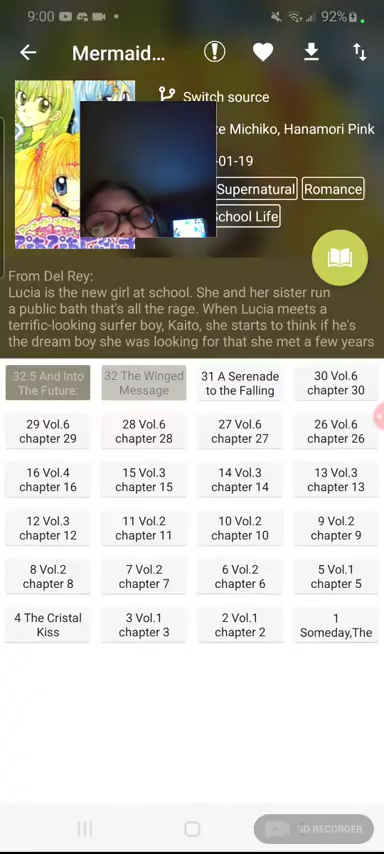 9:00
92%
Mermaid...
Switch source
e Michiko, Hanamori Pink
-01-19
Supernatural
Romance
School Life
From Del Rey:
Lucia is the new girl at school. She and her sister run
a public bath that's all the rage. When Lucia meets a
terrific-looking surfer boy, Kaito, she starts to think if he's
the dream boy she was looking for that she met a few years
32.5 And Into
The Future:
32 The Winged
Message
31 A Serenade
to the Falling
30 Vol.6
chapter 30
29 Vol.6
chapter 29
28 Vol.6
chapter 28
27 Vol.6
chapter 27
26 Vol.6
chapter 26
16 Vol.4
chapter 16
15 Vol.3
chapter 15
14 Vol.3
chapter 14
13 Vol.3
chapter 13
12 Vol.3
chapter 12
11 Vol.2
chapter 11
10 Vol.2
chapter 10
9 Vol.2
chapter 9
8 Vol.2
chapter 8
7 Vol.2
chapter 7
6 Vol.2
chapter 6
5 Vol.1
chapter 5
4 The Cristal
Kiss
3 Vol.1
chapter 3
2 Vol.1
chapter 2
1
Someday,The
RECORDER